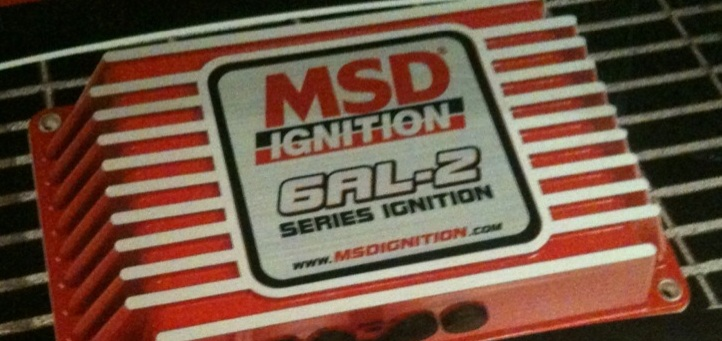 MSD
IGNITION
6AL-2
SERIES IGNITION
www.MSDIGNITION.com